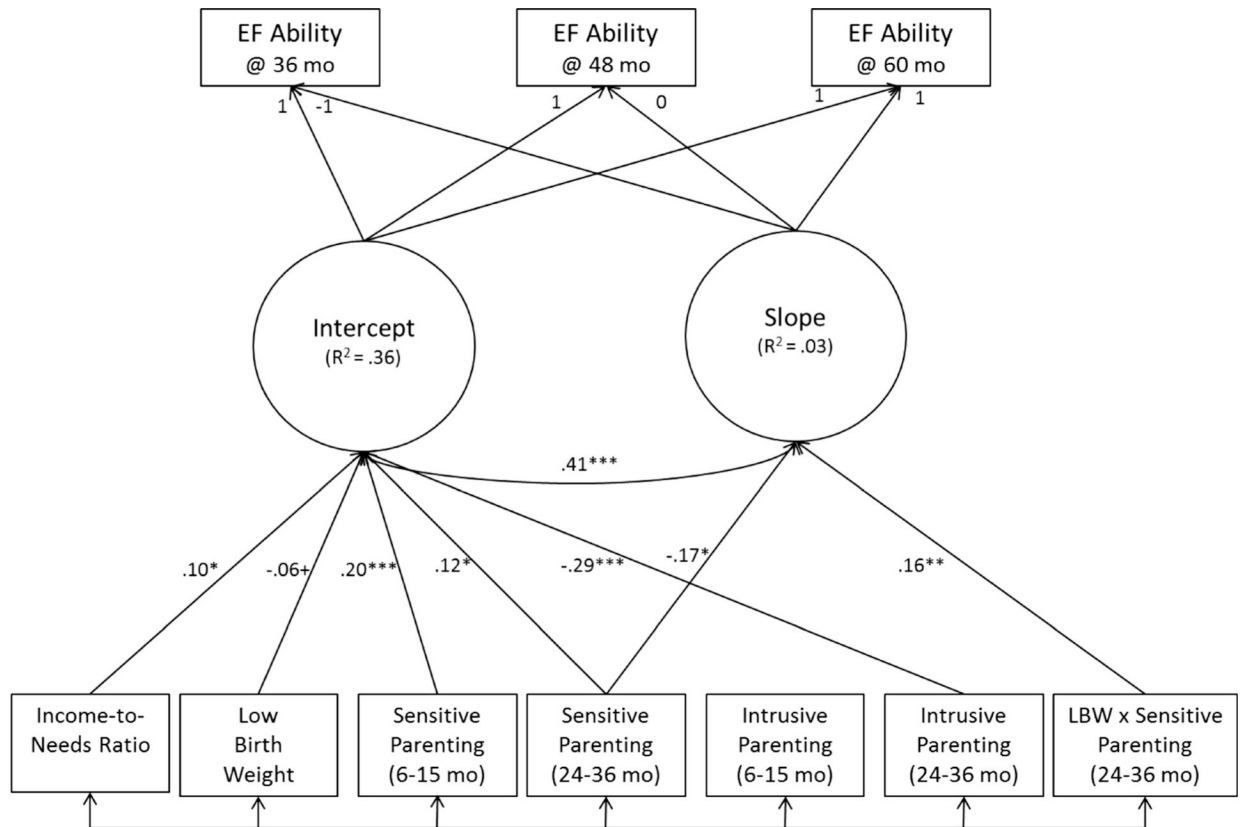 EF Ability
@ 36 mo
EF Ability
@ 48 mo
EF Ability
@ 60 mo
1
-1
1
0
1
1
Intercept
(R² = .36)
Slope
(R² = .03)
.41***
.10*
-.06+
.20***
.12*
-.29***
-.17*
.16**
Income-to-
Needs Ratio
Low
Birth
Weight
Sensitive
Parenting
(6-15 mo)
Sensitive
Parenting
(24-36 mo)
Intrusive
Parenting
(6-15 mo)
Intrusive
Parenting
(24-36 mo)
LBW x Sensitive
Parenting
(24-36 mo)